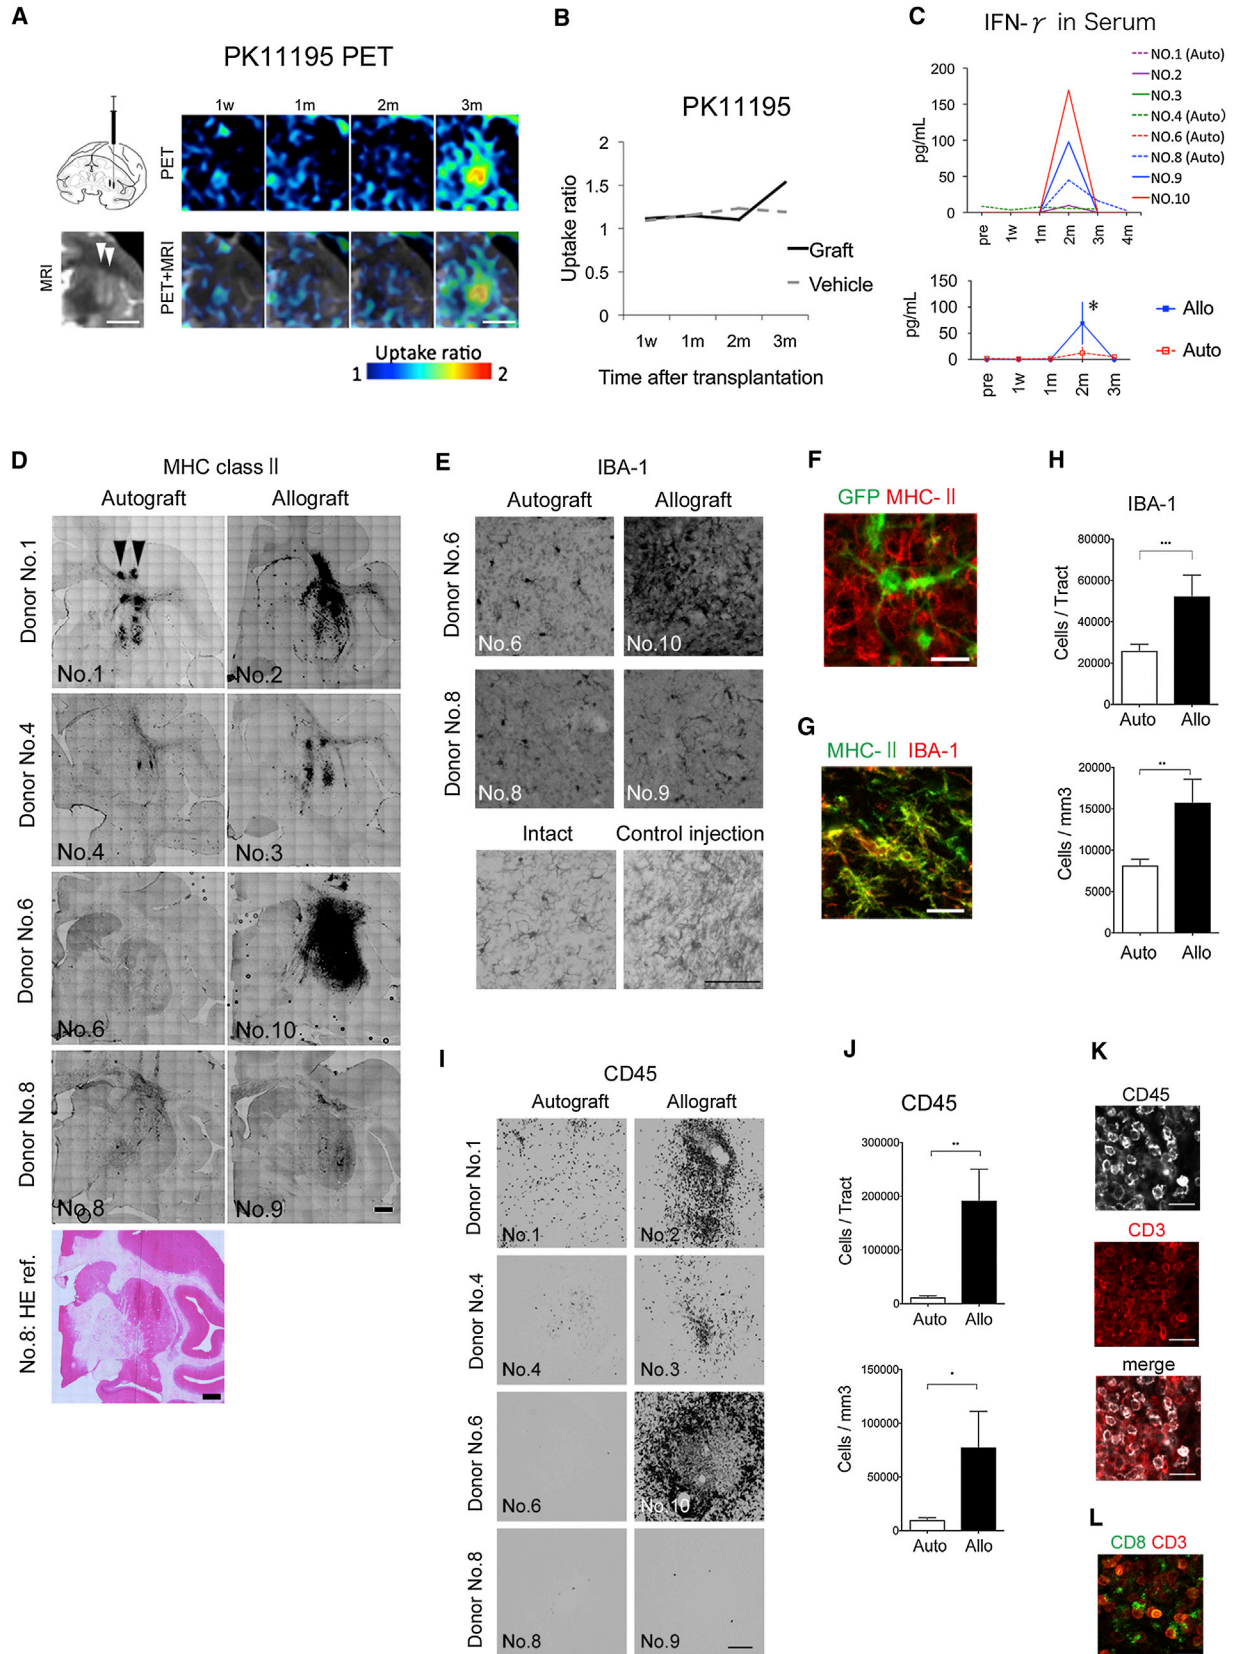 A
PK11195 PET
1w
1m
2m
3m
PET
MRI
PET+MRI
Uptake ratio
1
2
B
PK11195
2
1.5
1
0.5
0
Uptake ratio
Graft
Vehicle
1w
1m
2m
3m
Time after transplantation
C
IFN-γ in Serum
200
150
100
50
0
pg/mL
pre
1w
1m
2m
3m
4m
NO.1 (Auto)
NO.2
NO.3
NO.4 (Auto)
NO.6 (Auto)
NO.8 (Auto)
NO.9
NO.10
150
100
50
0
pg/mL
*
pre
1w
1m
2m
3m
Allo
Auto
D
MHC class II
Autograft
Allograft
Donor No.1
No.1
No.2
Donor No.4
No.4
No.3
Donor No.6
No.6
No.10
Donor No.8
No.8
No.9
No.8: HE ref.
E
IBA-1
Autograft
Allograft
Donor No.6
No.6
No.10
Donor No.8
No.8
No.9
Intact
Control injection
F
GFP MHC-II
G
MHC-II IBA-1
H
IBA-1
80000
60000
40000
20000
0
Cells / Tract
***
Auto
Allo
20000
15000
10000
5000
0
Cells / mm3
**
Auto
Allo
I
CD45
Autograft
Allograft
Donor No.1
No.1
No.2
Donor No.4
No.4
No.3
Donor No.6
No.6
No.10
Donor No.8
No.8
No.9
J
CD45
300000
200000
100000
0
Cells / Tract
**
Auto
Allo
150000
100000
50000
0
Cells / mm3
*
Auto
Allo
K
CD45
CD3
merge
L
CD8 CD3